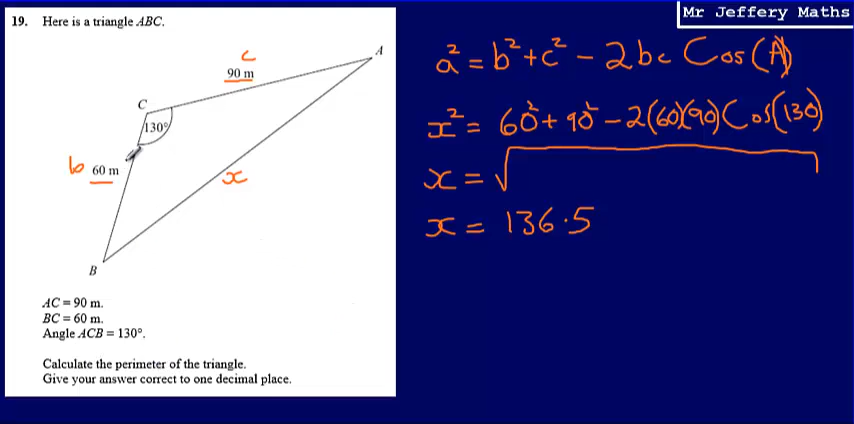 Mr Jeffery Maths
19. Here is a triangle ABC.
c
90 m
A
C
130°
b 60 m
x
B
AC = 90 m.
BC = 60 m.
Angle ACB = 130°.
Calculate the perimeter of the triangle.
Give your answer correct to one decimal place.
a² = b² + c² - 2bc Cos(A)
x² = 60² + 90² - 2(60)(90) Cos(130)
x = √
x = 136.5